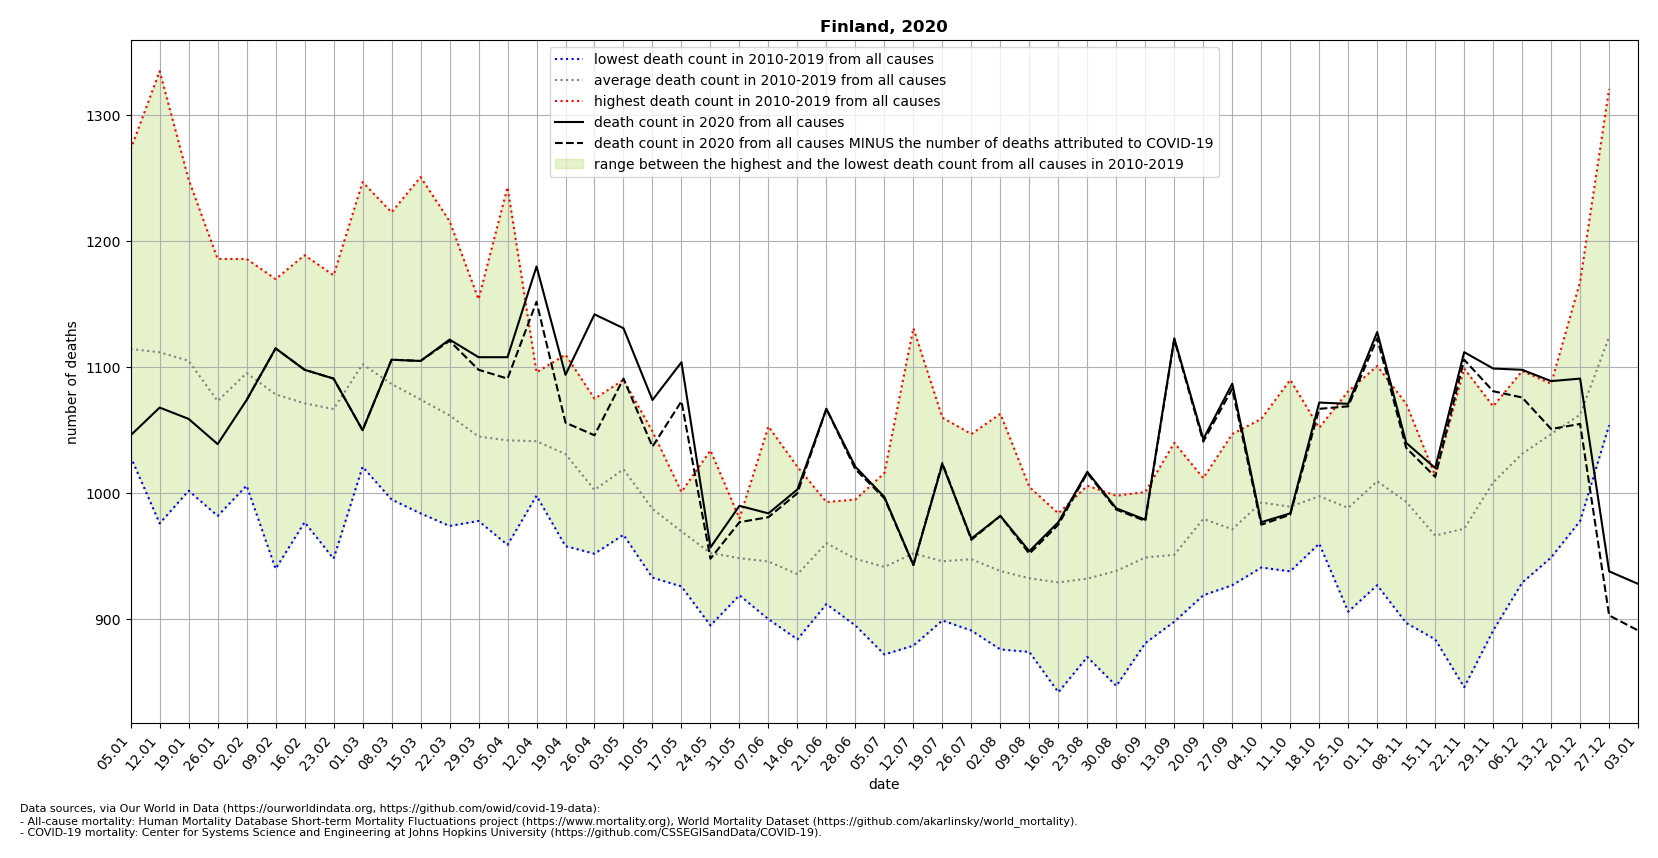 Finland, 2020
lowest death count in 2010-2019 from all causes
average death count in 2010-2019 from all causes
highest death count in 2010-2019 from all causes
death count in 2020 from all causes
death count in 2020 from all causes MINUS the number of deaths attributed to COVID-19
range between the highest and the lowest death count from all causes in 2010-2019
number of deaths
1300
1200
1100
1000
900
05.01 12.01 19.01 26.01 02.02 09.02 16.02 23.02 01.03 08.03 15.03 22.03 29.03 05.04 12.04 19.04 26.04 03.05 10.05 17.05 24.05 31.05 07.06 14.06 21.06 28.06 05.07 12.07 19.07 26.07 02.08 09.08 16.08 23.08 30.08 06.09 13.09 20.09 27.09 04.10 11.10 18.10 25.10 01.11 08.11 15.11 22.11 29.11 06.12 13.12 20.12 27.12 03.01
date
Data sources, via Our World in Data (https://ourworldindata.org, https://github.com/owid/covid-19-data):
- All-cause mortality: Human Mortality Database Short-term Mortality Fluctuations project (https://www.mortality.org), World Mortality Dataset (https://github.com/akarlinsky/world_mortality).
- COVID-19 mortality: Center for Systems Science and Engineering at Johns Hopkins University (https://github.com/CSSEGISandData/COVID-19).